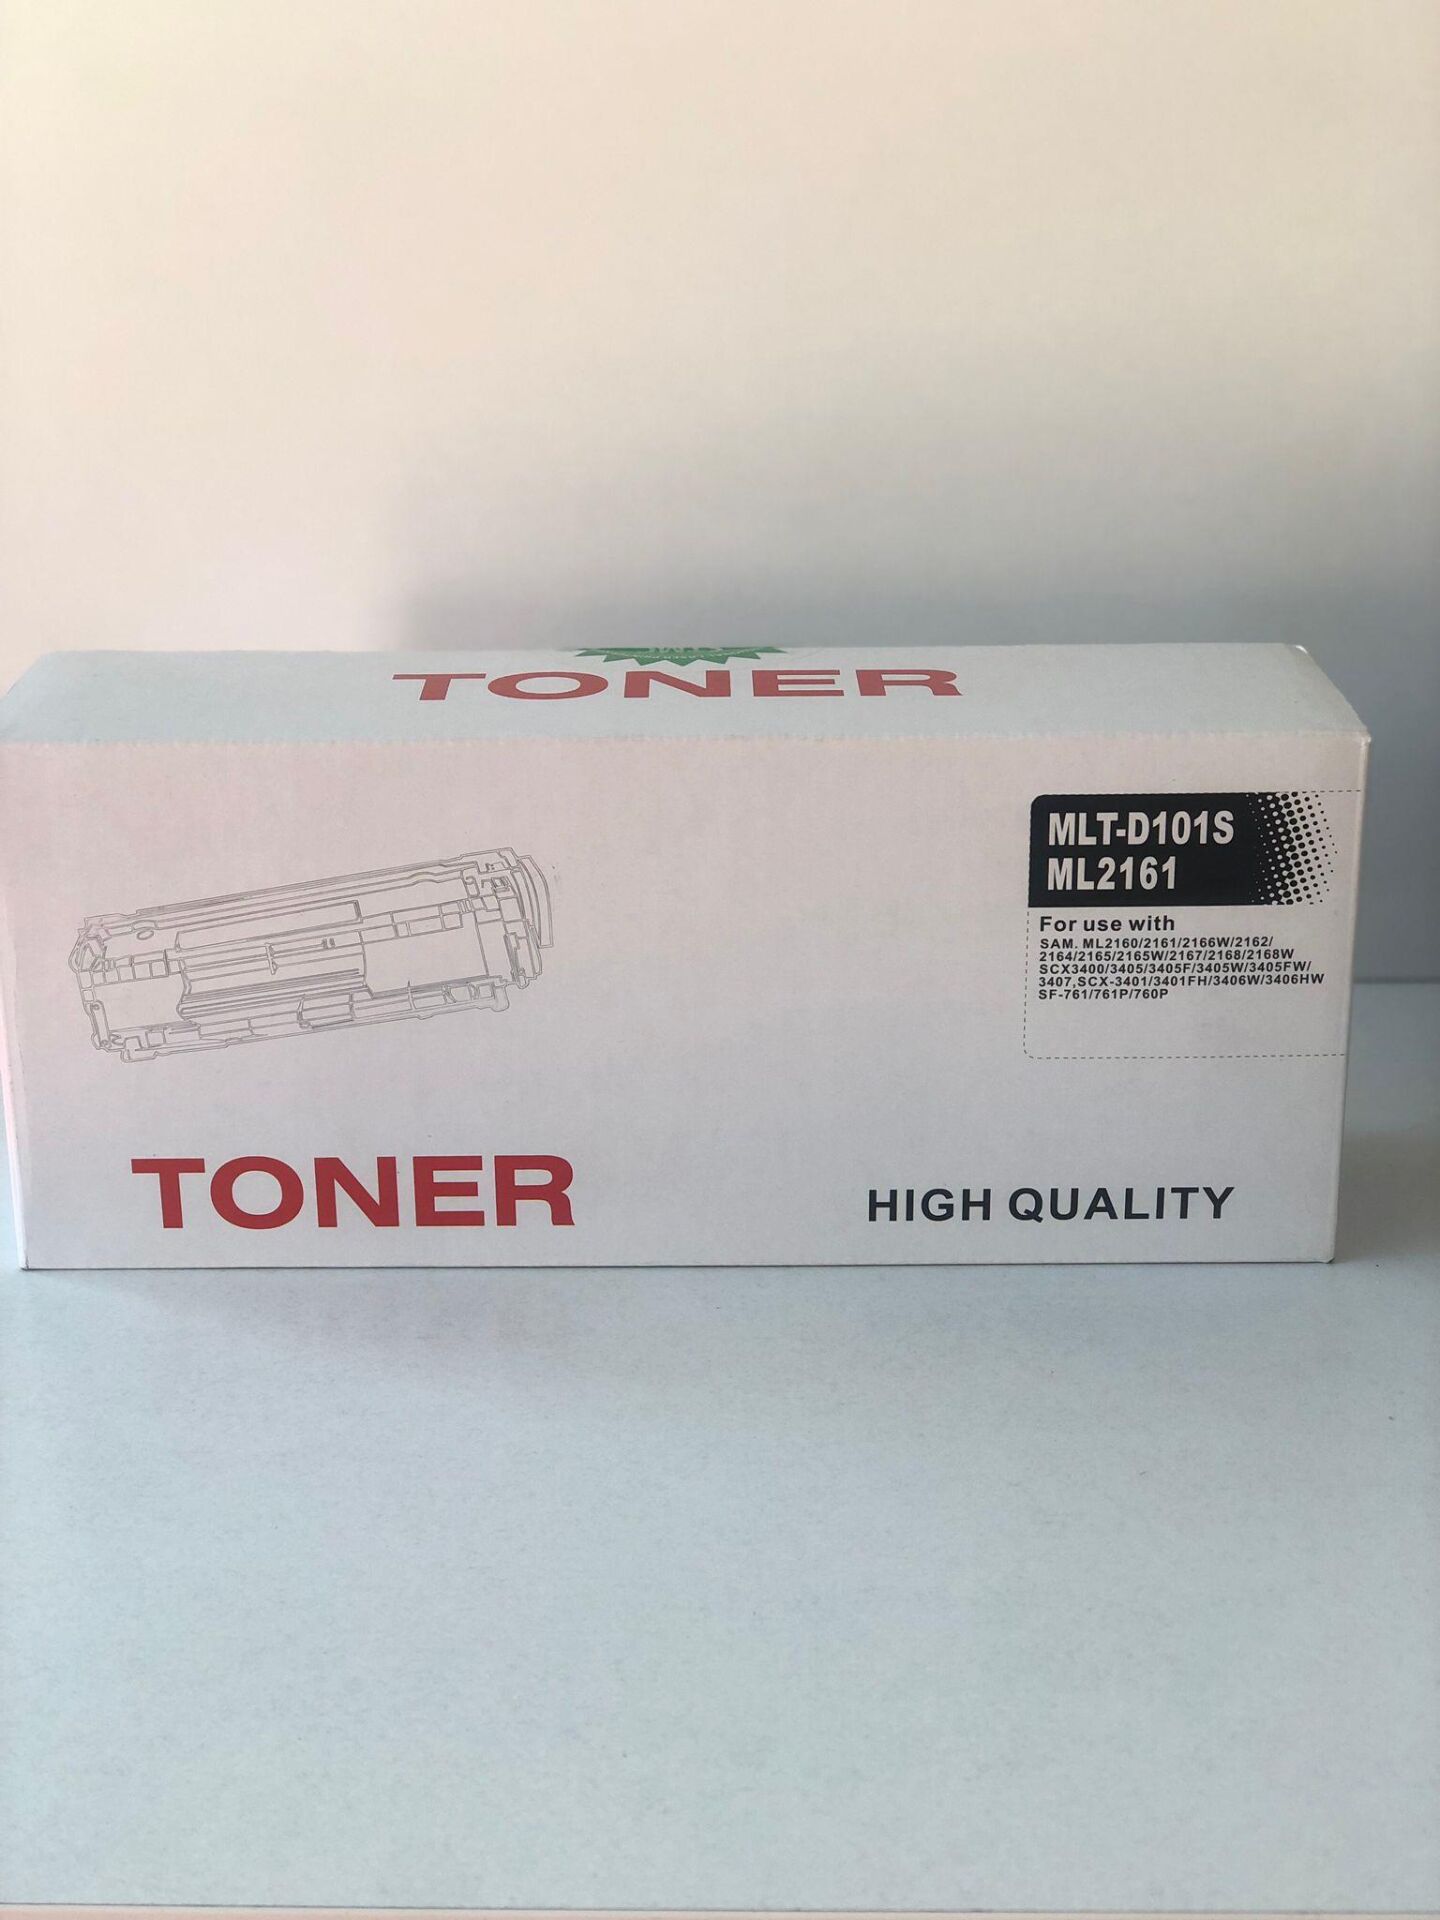 TONER
MLT-D101S
ML2161
For use with
SAM. ML2160/2161/2166W/2162/
2164/2165/2165W/2167/2168/2168W
SCX3400/3405/3405F/3405W/3405FW/
3407,SCX-3401/3401FH/3406W/3406HW
SF-761/761P/760P
TONER
HIGH QUALITY